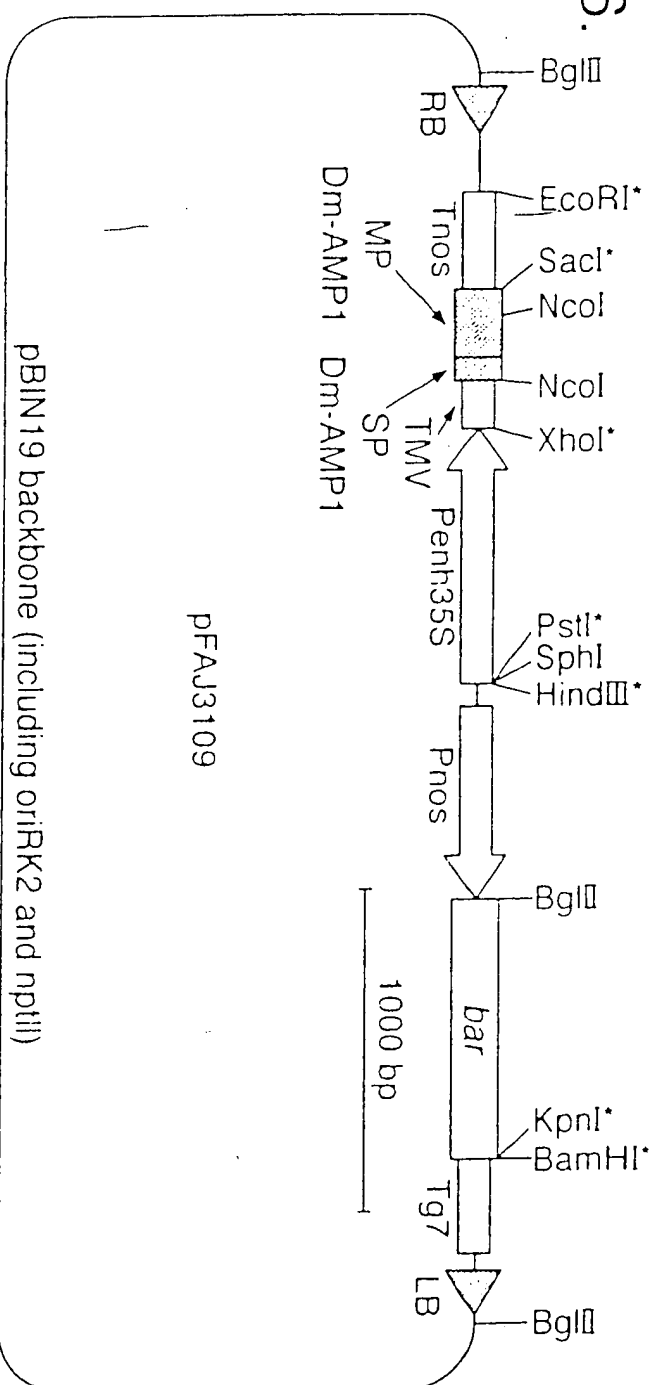 6.
BglII
RB
EcoRI*
Tnos
SacI*
NcoI
MP
Dm-AMP1
NcoI
SP
Dm-AMP1
TMV
XhoI*
Penh35S
PstI*
SphI
HindIII*
Pnos
BglII
bar
1000 bp
KpnI*
BamHI*
Tg7
LB
BglII
pFAJ3109
pBIN19 backbone (including oriRK2 and nptII)